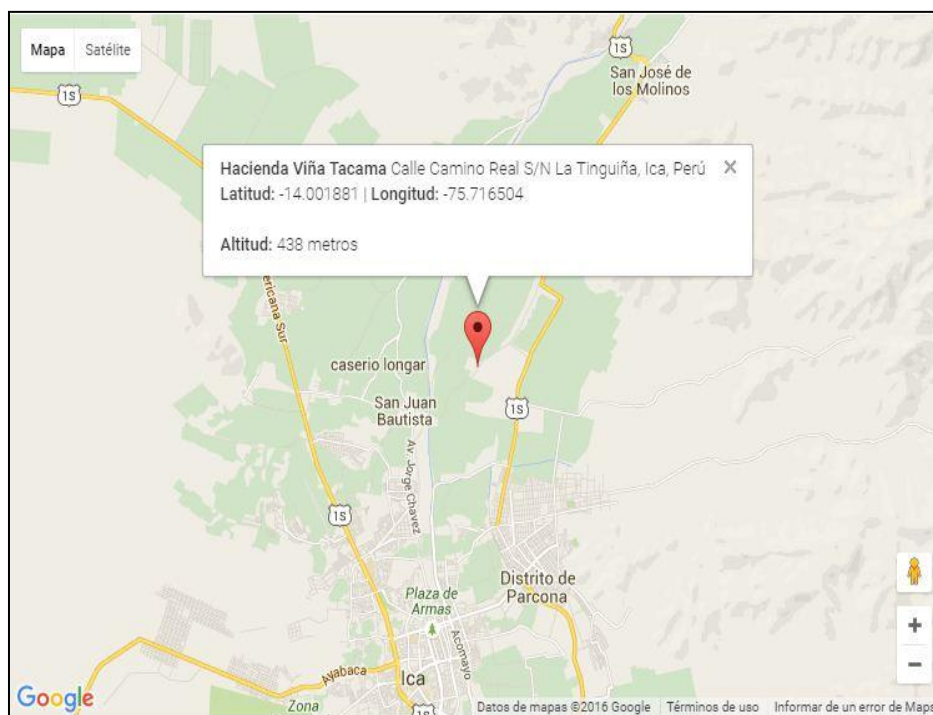 Mapa Satélite
1S
San José de
los Molinos
1S
Hacienda Viña Tacama Calle Camino Real S/N La Tinguiña, Ica, Perú ×
Latitud: -14.001881 | Longitud: -75.716504
Altitud: 438 metros
ericana Sur
caserio longar
San Juan
Bautista
1S
Av. Jorge Chavez
1S
Distrito de
Parcona
Plaza de
Armas
Acomayo
+
−
Ayabaca
Ica
Google
Zona
1S
Datos de mapas ©2016 Google Términos de uso Informar de un error de Maps